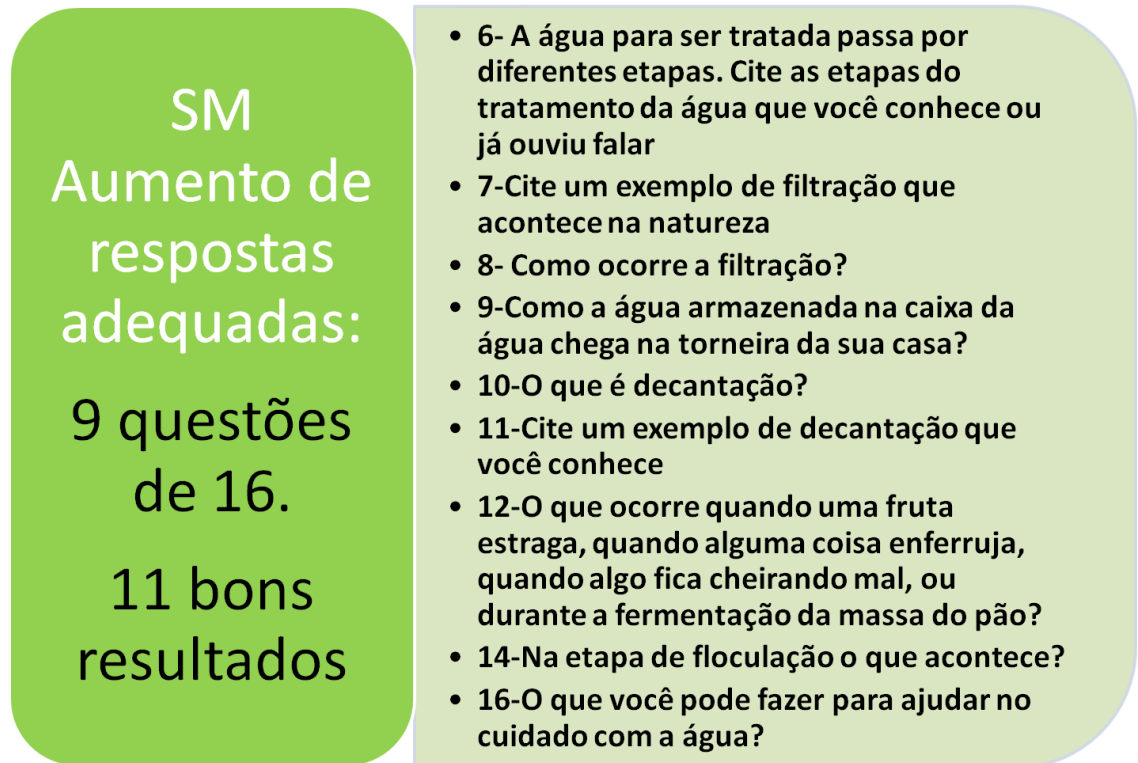 SM
Aumento de
respostas
adequadas:
9 questões
de 16.
11 bons
resultados
• 6- A água para ser tratada passa por
diferentes etapas. Cite as etapas do
tratamento da água que você conhece ou
já ouviu falar
• 7-Cite um exemplo de filtração que
acontece na natureza
• 8- Como ocorre a filtração?
• 9-Como a água armazenada na caixa da
água chega na torneira da sua casa?
• 10-O que é decantação?
• 11-Cite um exemplo de decantação que
você conhece
• 12-O que ocorre quando uma fruta
estraga, quando alguma coisa enferruja,
quando algo fica cheirando mal, ou
durante a fermentação da massa do pão?
• 14-Na etapa de floculação o que acontece?
• 16-O que você pode fazer para ajudar no
cuidado com a água?